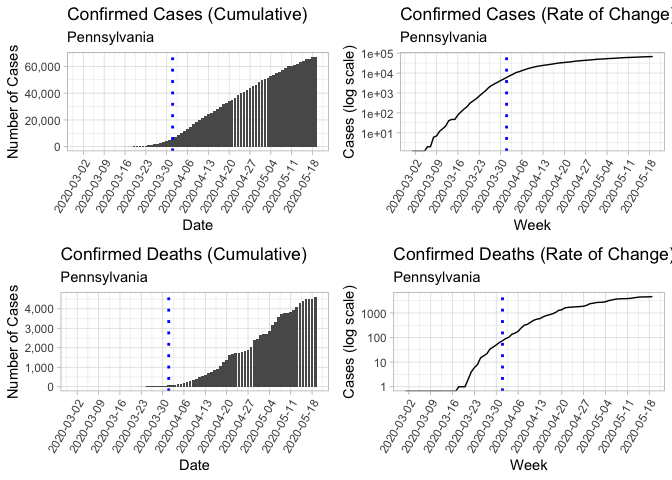 Confirmed Cases (Cumulative)
Pennsylvania
Number of Cases
60,000
40,000
20,000
0
2020-03-02
2020-03-09
2020-03-16
2020-03-23
2020-03-30
2020-04-06
2020-04-13
2020-04-20
2020-04-27
2020-05-04
2020-05-11
2020-05-18
Date
Confirmed Cases (Rate of Change)
Pennsylvania
Cases (log scale)
1e+05
1e+04
1e+03
1e+02
1e+01
2020-03-02
2020-03-09
2020-03-16
2020-03-23
2020-03-30
2020-04-06
2020-04-13
2020-04-20
2020-04-27
2020-05-04
2020-05-11
2020-05-18
Week
Confirmed Deaths (Cumulative)
Pennsylvania
Number of Cases
4,000
3,000
2,000
1,000
0
2020-03-02
2020-03-09
2020-03-16
2020-03-23
2020-03-30
2020-04-06
2020-04-13
2020-04-20
2020-04-27
2020-05-04
2020-05-11
2020-05-18
Date
Confirmed Deaths (Rate of Change)
Pennsylvania
Cases (log scale)
1000
100
10
1
2020-03-02
2020-03-09
2020-03-16
2020-03-23
2020-03-30
2020-04-06
2020-04-13
2020-04-20
2020-04-27
2020-05-04
2020-05-11
2020-05-18
Week